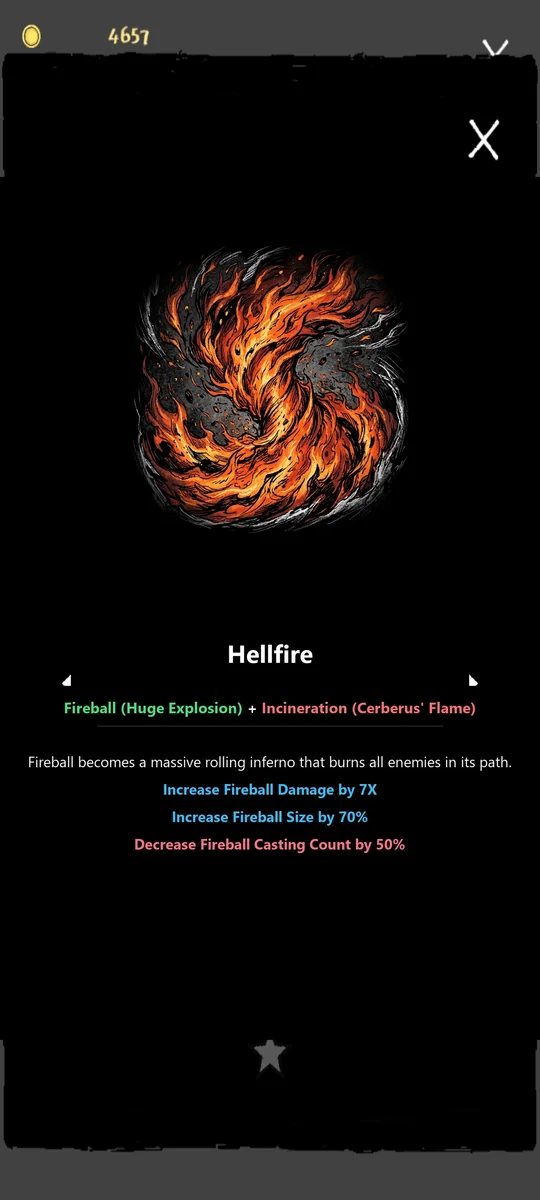 4657
X
Hellfire
Fireball (Huge Explosion) + Incineration (Cerberus' Flame)
Fireball becomes a massive rolling inferno that burns all enemies in its path.
Increase Fireball Damage by 7X
Increase Fireball Size by 70%
Decrease Fireball Casting Count by 50%